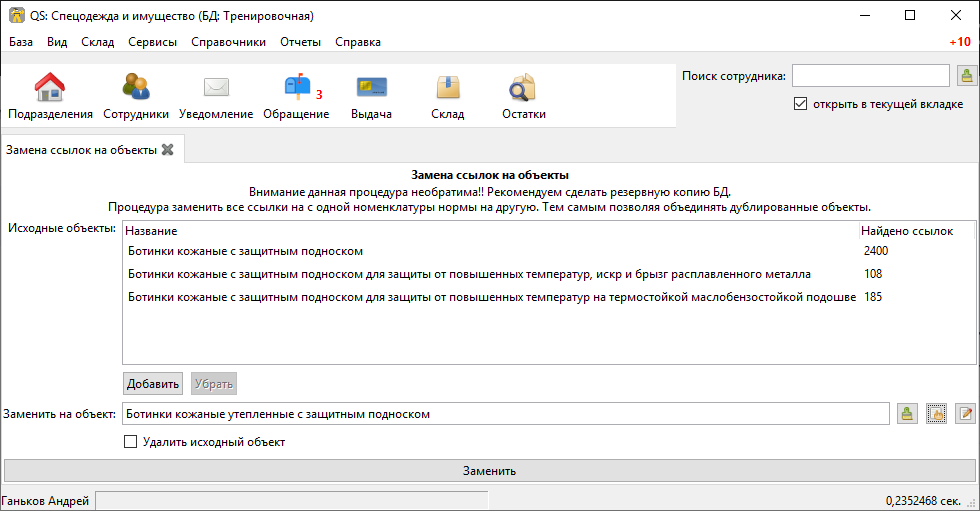 QS: Спецодежда и имущество (БД: Тренировочная)
База Вид Склад Сервисы Справочники Отчеты Справка +10
Поиск сотрудника:
3
Подразделения Сотрудники Уведомление Обращение Выдача Склад Остатки
открыть в текущей вкладке
Замена ссылок на объекты
Замена ссылок на объекты
Внимание данная процедура необратима!! Рекомендуем сделать резервную копию БД.
Процедура заменить все ссылки на с одной номенклатуры нормы на другую. Тем самым позволяя объединять дублированные объекты.
Исходные объекты:
Название Найдено ссылок
Ботинки кожаные с защитным подноском 2400
Ботинки кожаные с защитным подноском для защиты от повышенных температур, искр и брызг расплавленного металла 108
Ботинки кожаные с защитным подноском для защиты от повышенных температур на термостойкой маслобензостойкой подошве 185
Добавить Убрать
Заменить на объект: Ботинки кожаные утепленные с защитным подноском
Удалить исходный объект
Заменить
Ганьков Андрей 0,2352468 сек.